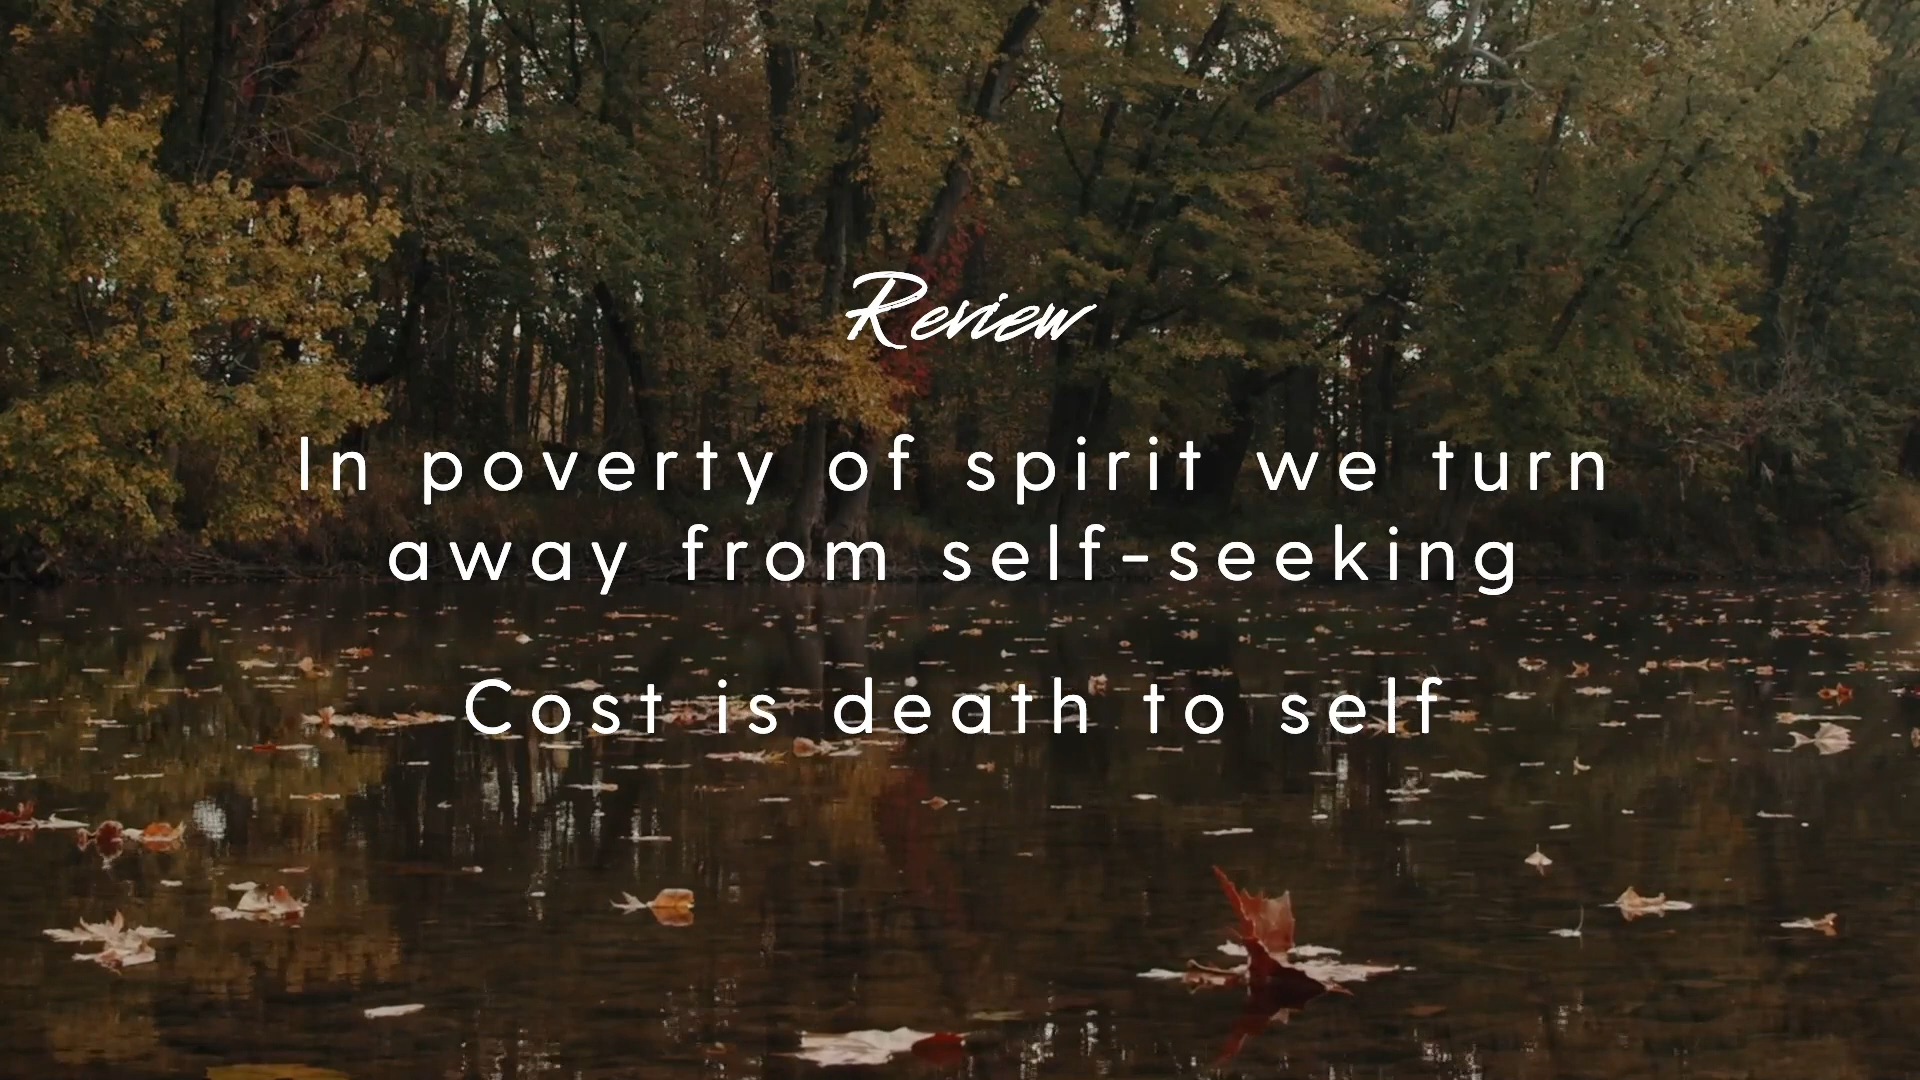 Review
In poverty of spirit we turn
away from self-seeking
Cost is death to self